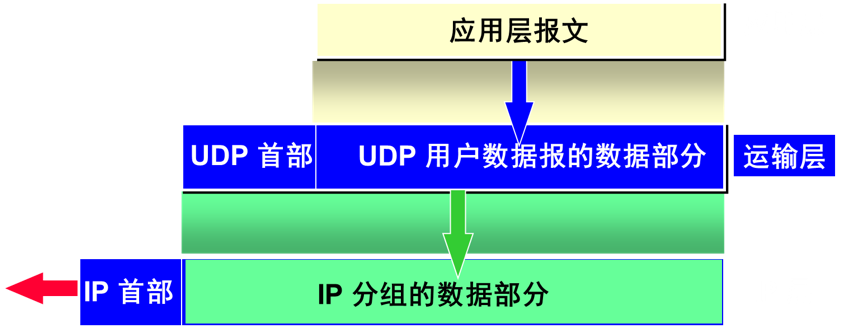 应用层报文
UDP 首部
UDP 用户数据报的数据部分
运输层
IP 首部
IP 分组的数据部分